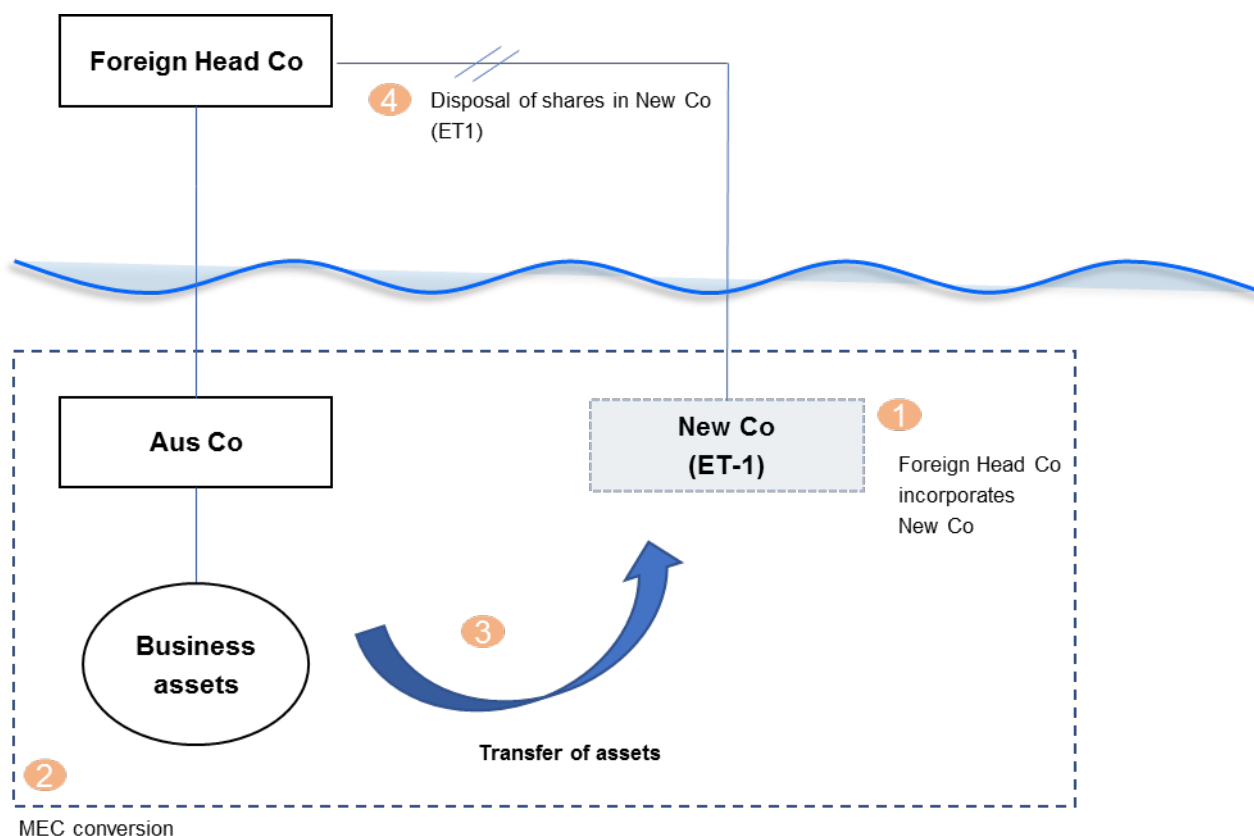 Foreign Head Co
4
Disposal of shares in New Co
(ET1)
Aus Co
New Co
(ET-1)
1
Foreign Head Co
incorporates
New Co
Business
assets
3
Transfer of assets
2
MEC conversion